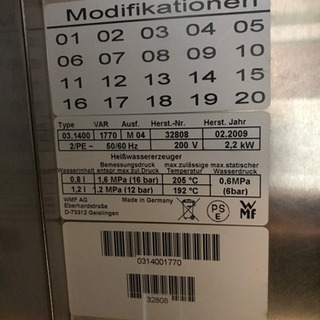 Modifikationen
01 02 03 04 05
06 07 08 09 10
11 12 13 14 15
16 17 18 19 20
Type VAR Ausf. Herst.-Nr. Herst. Jahr
03.1400 1770 M 04 32808 02.2009
2/PE ~ 50/60 Hz 200 V 2,2 kW
Heißwassererzeuger
Bemessungsdruck max.zulässige max.statischer
Wasserinhalt entspr.max.zul Druck Temperatur Wasserdruck
0,8 l 1,6 MPa (16 bar) 205 °C 0,6MPa
1,2 l 1,2 MPa (12 bar) 192 °C (6bar)
WMF AG Made in Germany
Eberhardstraße
D-73312 Geislingen
PS
E
WMF
0314001770
32808